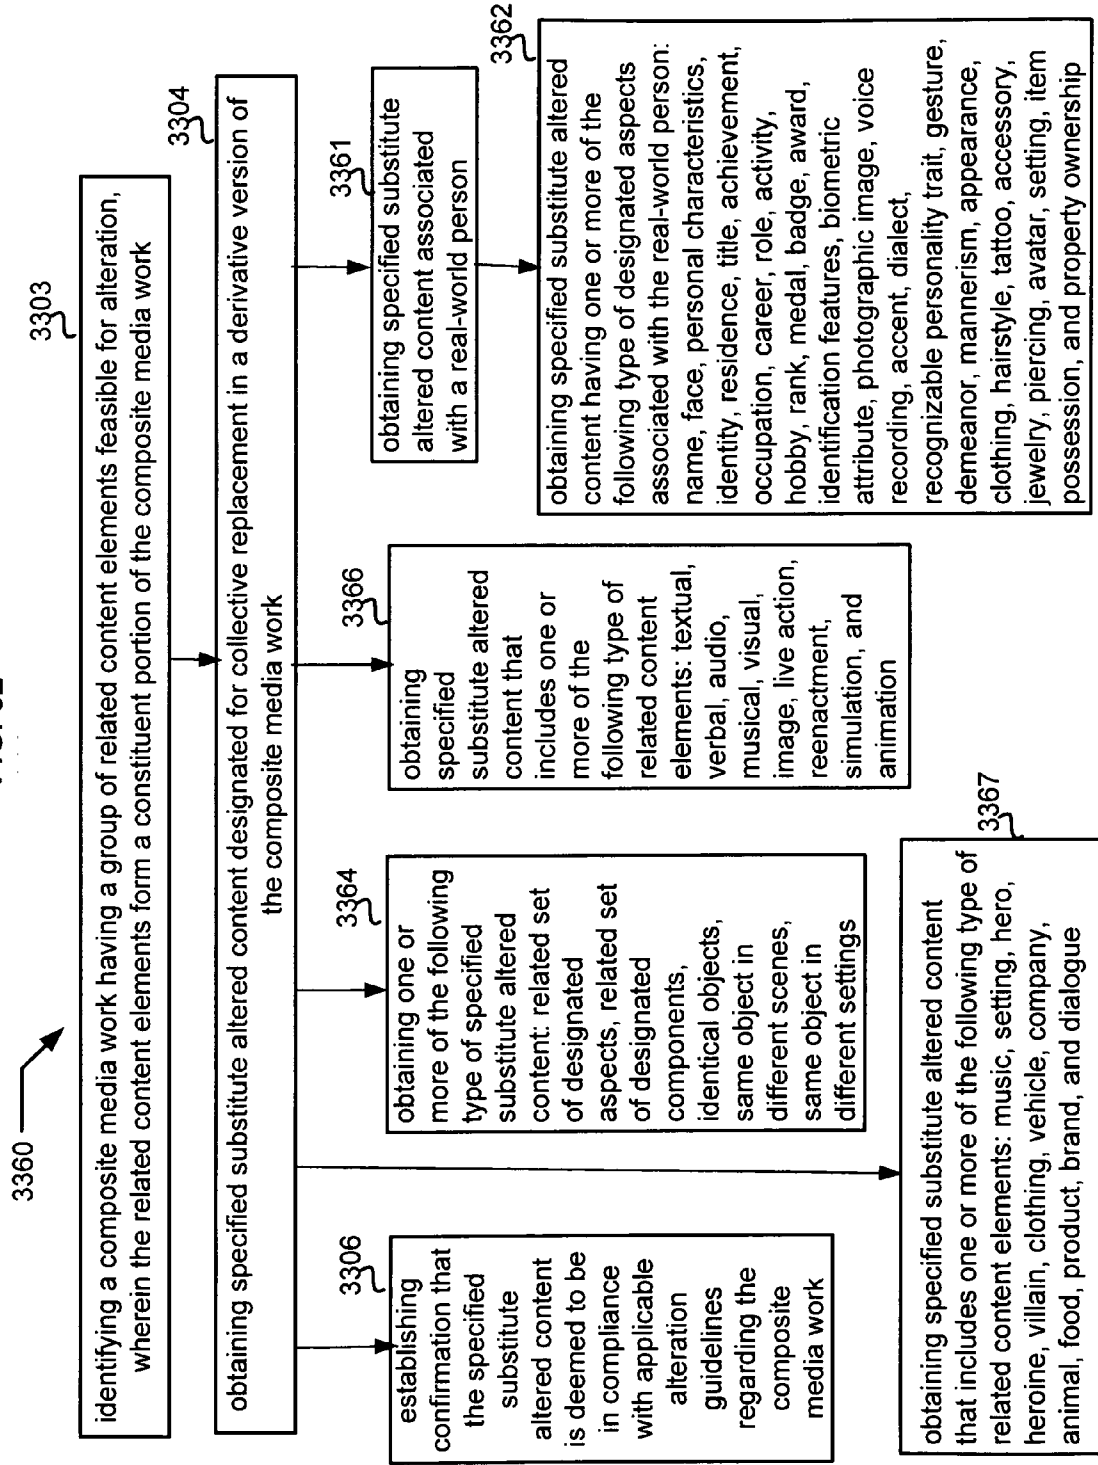 3360
3303
identifying a composite media work having a group of related content elements feasible for alteration,
wherein the related content elements form a constituent portion of the composite media work
3304
obtaining specified substitute altered content designated for collective replacement in a derivative version of
the composite media work
3306
establishing
confirmation that
the specified
substitute
altered content
is deemed to be
in compliance
with applicable
alteration
guidelines
regarding the
composite
media work
3364
obtaining one or
more of the following
type of specified
substitute altered
content: related set
of designated
aspects, related set
of designated
components,
identical objects,
same object in
different scenes,
same object in
different settings
3366
obtaining
specified
substitute altered
content that
includes one or
more of the
following type of
related content
elements: textual,
verbal, audio,
musical, visual,
image, live action,
reenactment,
simulation, and
animation
3361
obtaining specified substitute
altered content associated
with a real-world person
3362
obtaining specified substitute altered
content having one or more of the
following type of designated aspects
associated with the real-world person:
name, face, personal characteristics,
identity, residence, title, achievement,
occupation, career, role, activity,
hobby, rank, medal, badge, award,
identification features, biometric
attribute, photographic image, voice
recording, accent, dialect,
recognizable personality trait, gesture,
demeanor, mannerism, appearance,
clothing, hairstyle, tattoo, accessory,
jewelry, piercing, avatar, setting, item
possession, and property ownership
3367
obtaining specified substitute altered content
that includes one or more of the following type of
related content elements: music, setting, hero,
heroine, villain, clothing, vehicle, company,
animal, food, product, brand, and dialogue